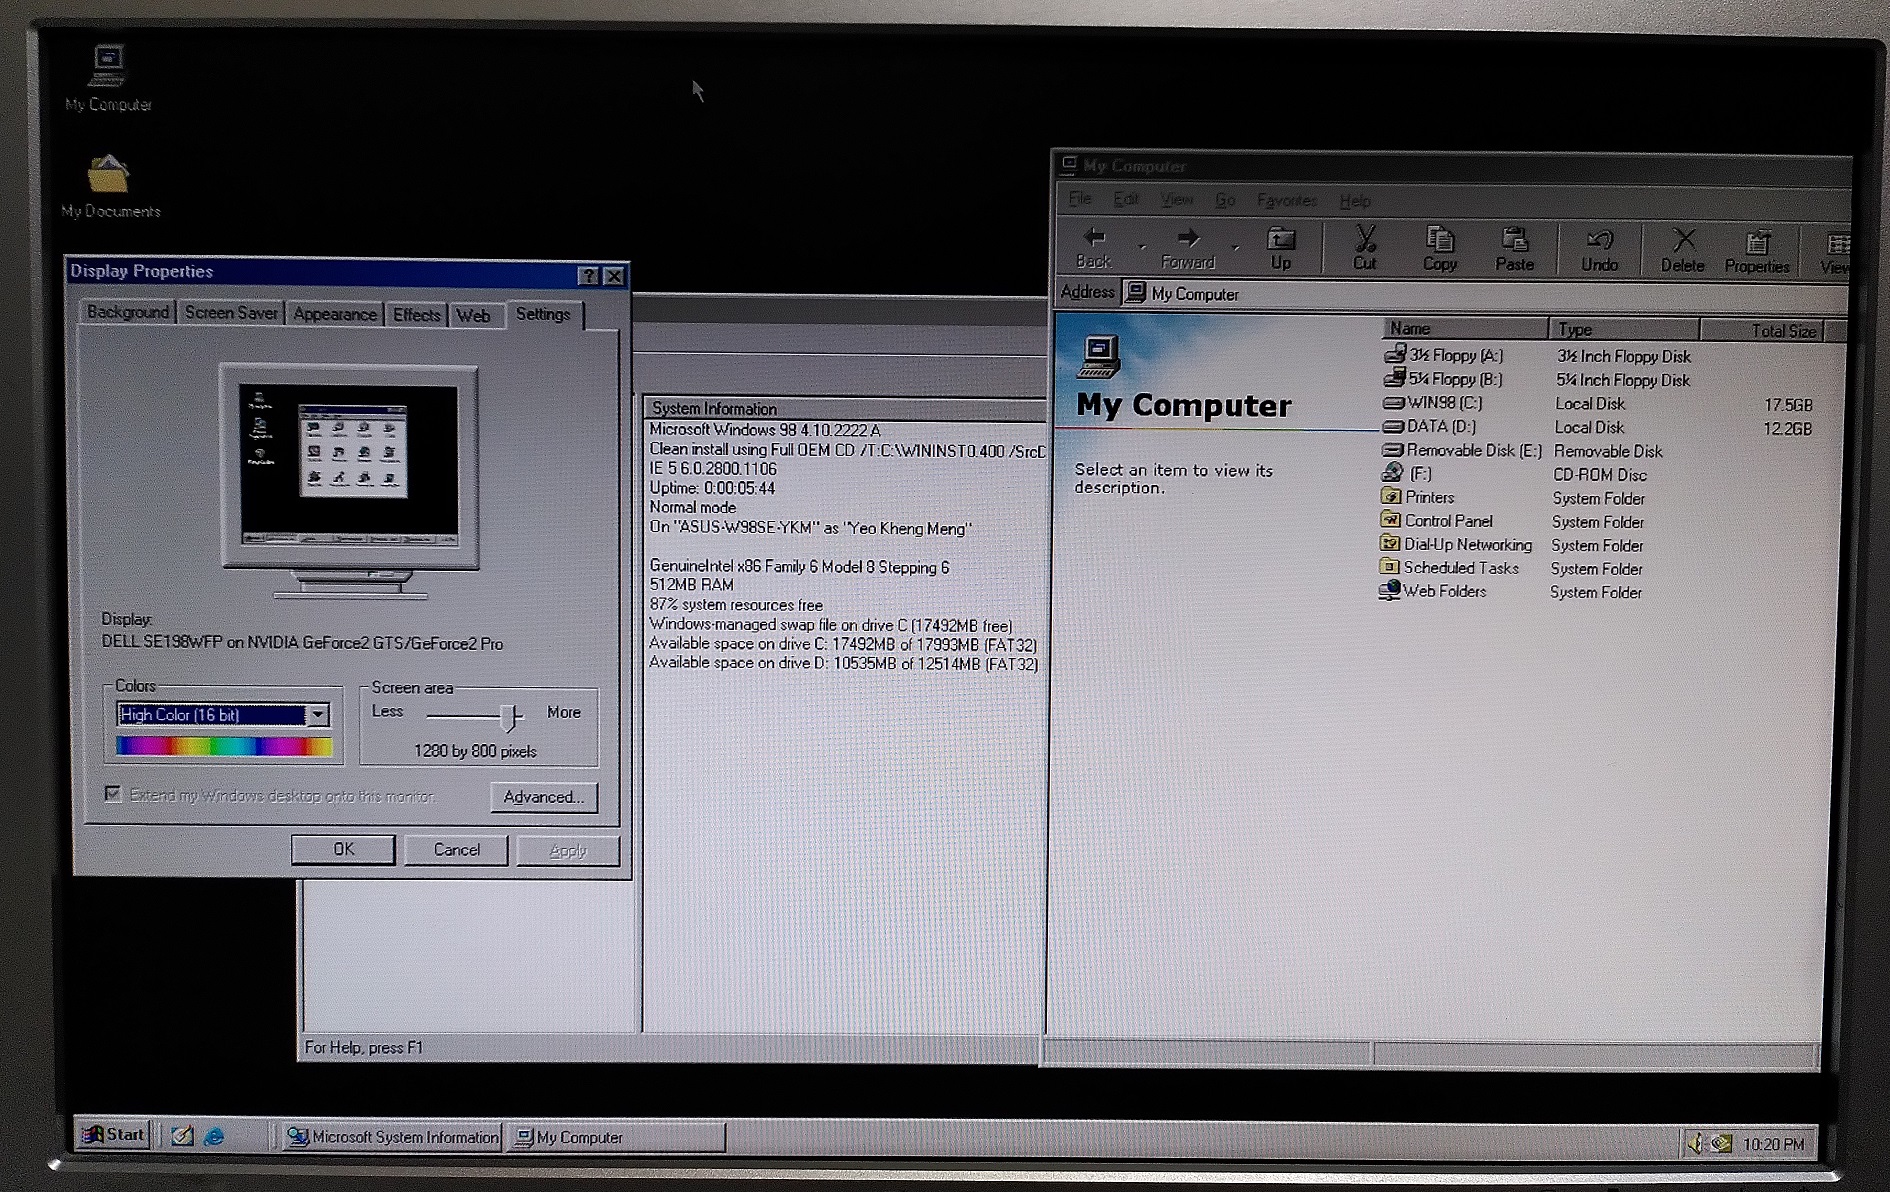 My Computer
My Documents
Display Properties
Background Screen Saver Appearance Effects Web Settings
Display:
DELL SE198WFP on NVIDIA GeForce2 GTS/GeForce2 Pro
Colors
High Color (16 bit)
Screen area
Less More
1280 by 800 pixels
Extend my Windows desktop onto this monitor.
Advanced...
OK Cancel Apply
System Information
Microsoft Windows 98 4.10.2222 A
Clean install using Full OEM CD /T:C:\WININST0.400 /SrcD
IE 5 6.0.2800.1106
Uptime: 0:00:05:44
Normal mode
On "ASUS-W98SE-YKM" as "Yeo Kheng Meng"
GenuineIntel x86 Family 6 Model 8 Stepping 6
512MB RAM
87% system resources free
Windows-managed swap file on drive C (17492MB free)
Available space on drive C: 17492MB of 17993MB (FAT32)
Available space on drive D: 10535MB of 12514MB (FAT32)
For Help, press F1
My Computer
File Edit View Go Favorites Help
Back Forward Up Cut Copy Paste Undo Delete Properties View
Address My Computer
My Computer
Select an item to view its
description.
Name Type Total Size
3½ Floppy (A:) 3½ Inch Floppy Disk
5¼ Floppy (B:) 5¼ Inch Floppy Disk
WIN98 (C:) Local Disk 17.5GB
DATA (D:) Local Disk 12.2GB
Removable Disk (E:) Removable Disk
(F:) CD-ROM Disc
Printers System Folder
Control Panel System Folder
Dial-Up Networking System Folder
Scheduled Tasks System Folder
Web Folders System Folder
Start Microsoft System Information My Computer 10:20 PM